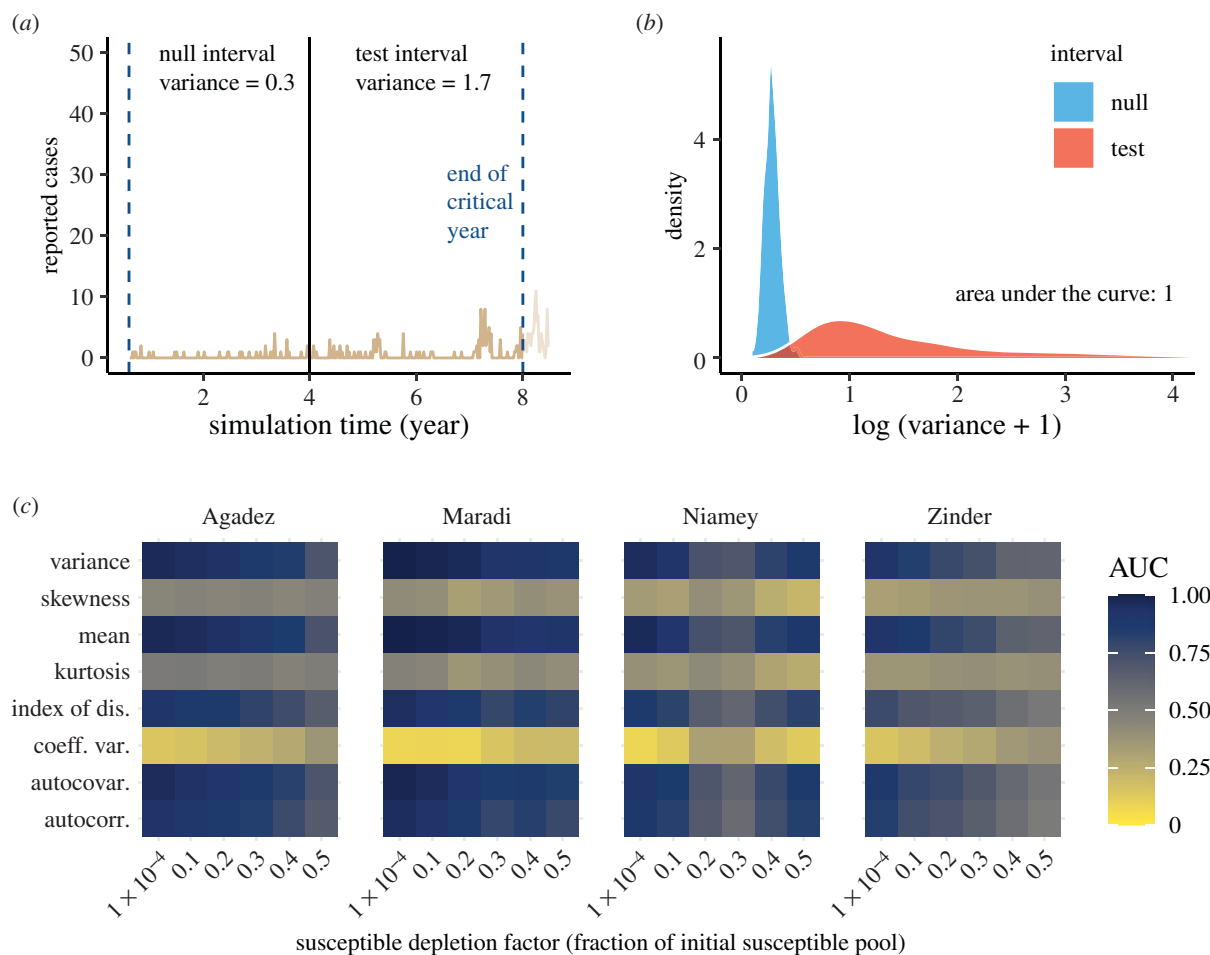 (a)
null interval
variance = 0.3
test interval
variance = 1.7
end of
critical
year
reported cases
50
40
30
20
10
0
2
4
6
8
simulation time (year)
(b)
interval
null
test
area under the curve: 1
density
4
2
0
0
1
2
3
4
log (variance + 1)
(c)
Agadez
Maradi
Niamey
Zinder
variance
skewness
mean
kurtosis
index of dis.
coeff. var.
autocovar.
autocorr.
1 × 10⁻⁴
0.1
0.2
0.3
0.4
0.5
1 × 10⁻⁴
0.1
0.2
0.3
0.4
0.5
1 × 10⁻⁴
0.1
0.2
0.3
0.4
0.5
1 × 10⁻⁴
0.1
0.2
0.3
0.4
0.5
susceptible depletion factor (fraction of initial susceptible pool)
AUC
1.00
0.75
0.50
0.25
0